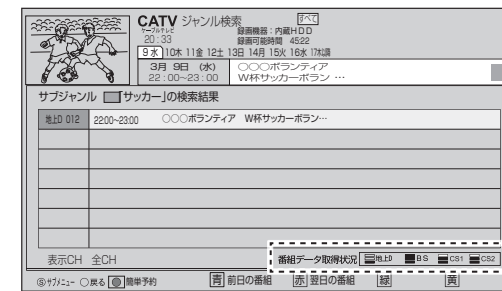 CATV ジャンル検索 すべて
ケーブルテレビ
20:33
録画機器:内蔵HDD
録画可能時間 45:22
9水 10木 11金 12土 13日 14月 15火 16水 17木
3月 9日 (水)
22:00~23:00
○○○ボランティア
W杯サッカーボラン …
サブジャンル 「サッカー」の検索結果
地上D 012 22:00~23:00 ○○○ボランティア W杯サッカーボラン…
表示CH 全CH
番組データ取得状況 地上D BS CS1 CS2
Ⓢサブメニュー 戻る 簡単予約 青 前日の番組 赤 翌日の番組 緑 黄